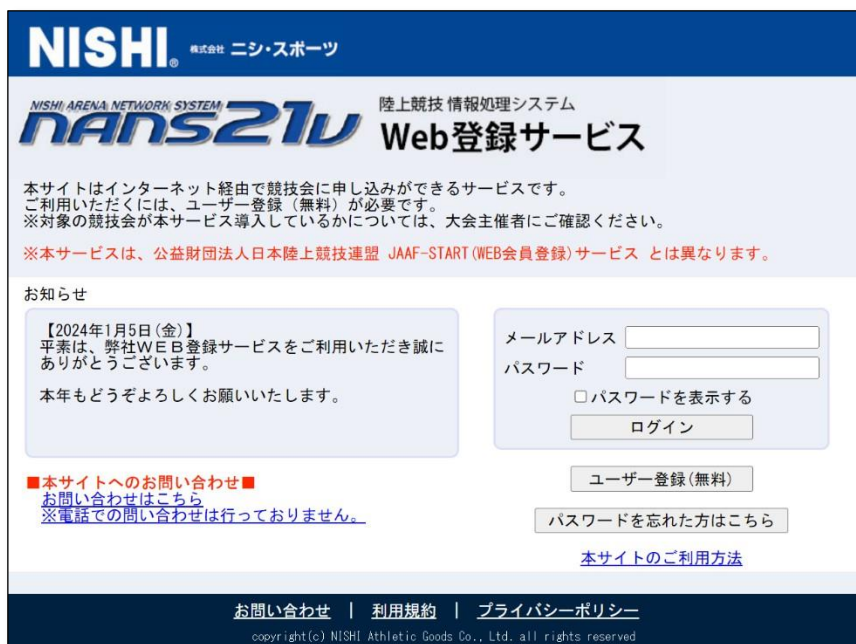 NISHI® 株式会社 ニシ・スポーツ
NISHI ARENA NETWORK SYSTEM
nans21v
陸上競技 情報処理システム
Web登録サービス
本サイトはインターネット経由で競技会に申し込みができるサービスです。
ご利用いただくには、ユーザー登録(無料)が必要です。
※対象の競技会が本サービス導入しているかについては、大会主催者にご確認ください。
※本サービスは、公益財団法人日本陸上競技連盟 JAAF-START(WEB会員登録)サービス とは異なります。
お知らせ
【2024年1月5日(金)】
平素は、弊社WEB登録サービスをご利用いただき誠に
ありがとうございます。
本年もどうぞよろしくお願いいたします。
メールアドレス
パスワード
パスワードを表示する
ログイン
■本サイトへのお問い合わせ■
お問い合わせはこちら
※電話での問い合わせは行っておりません。
ユーザー登録(無料)
パスワードを忘れた方はこちら
本サイトのご利用方法
お問い合わせ | 利用規約 | プライバシーポリシー
copyright(c) NISHI Athletic Goods Co., Ltd. all rights reserved